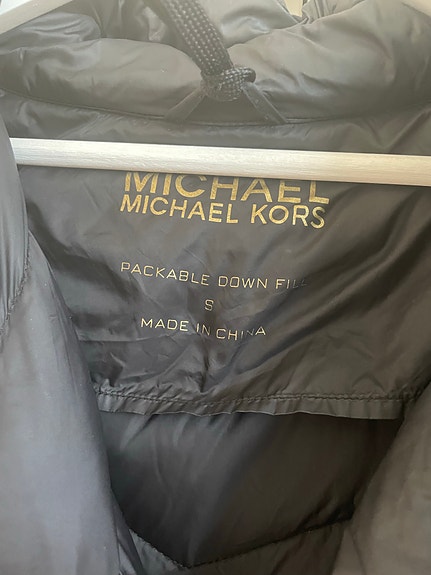 MICHAEL
MICHAEL KORS
PACKABLE DOWN FILL
S
MADE IN CHINA